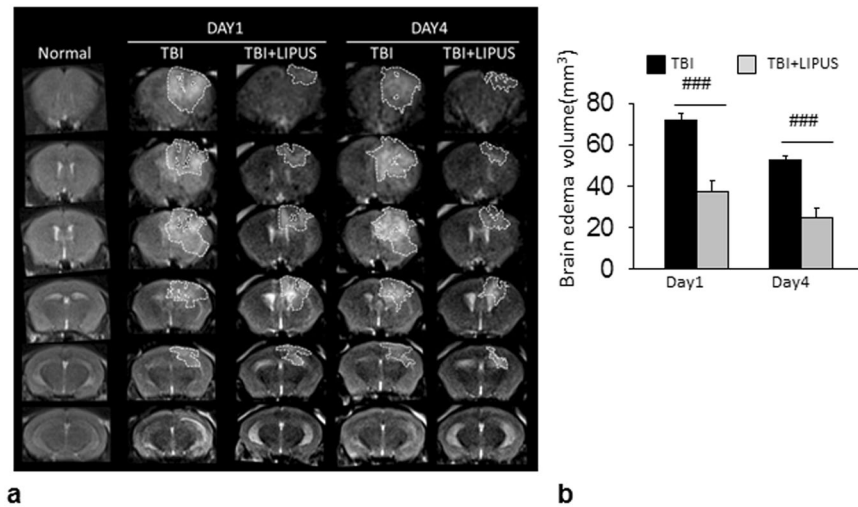 DAY1 DAY4
Normal TBI TBI+LIPUS TBI TBI+LIPUS
a
TBI TBI+LIPUS
###
###
Brain edema volume(mm³)
80
60
40
20
0
Day1 Day4
b